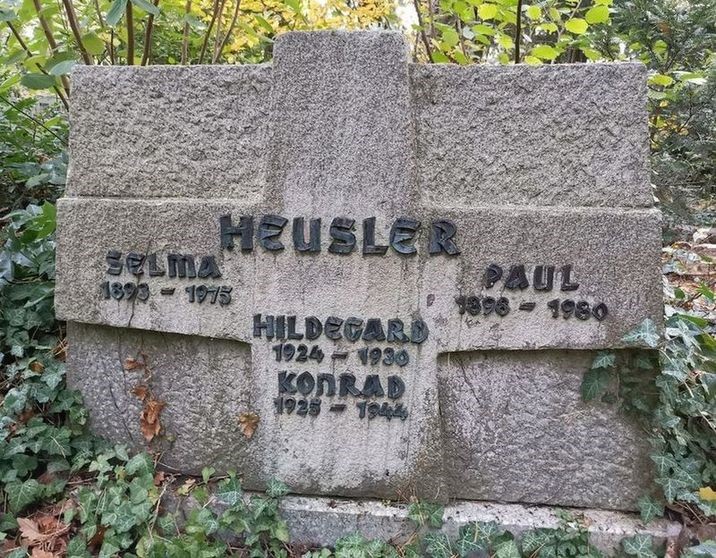 HEUSLER
SELMA
1893 - 1975
PAUL
1896 - 1980
HILDEGARD
1924 - 1930
KONRAD
1925 - 1944